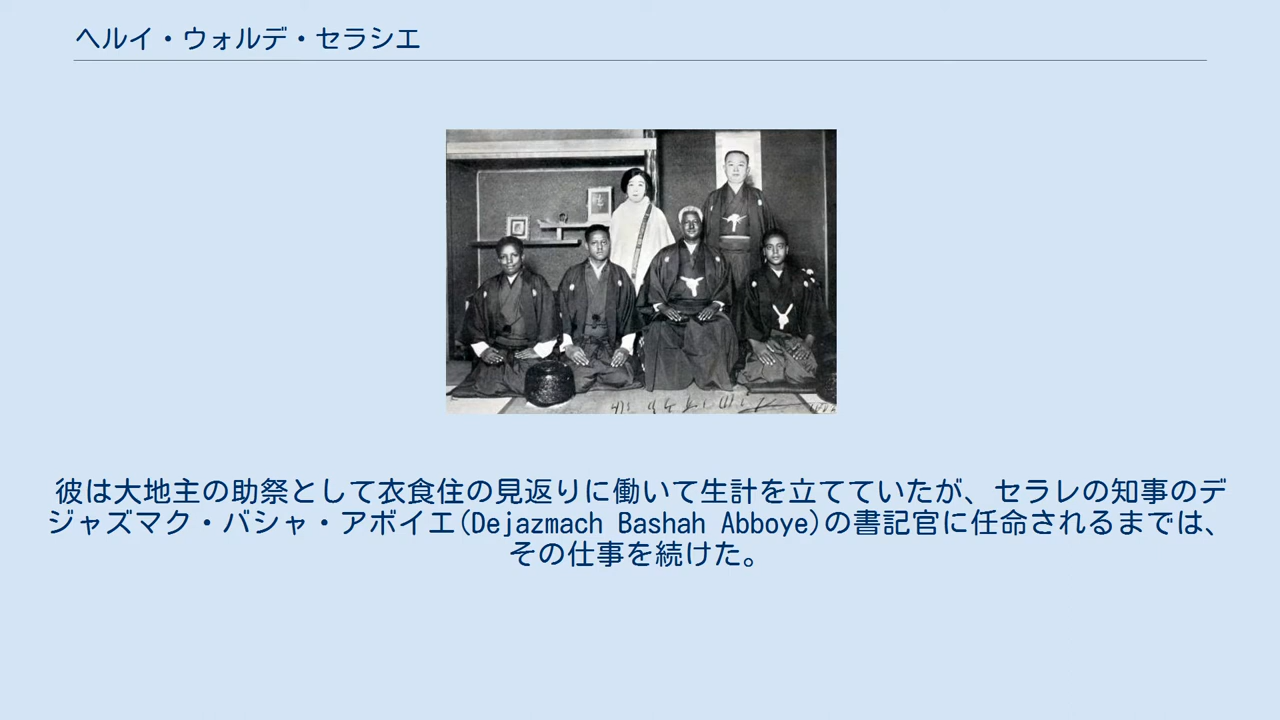 ヘルイ・ウォルデ・セラシエ
彼は大地主の助祭として衣食住の見返りに働いて生計を立てていたが、セラレの知事のデ
ジャズマク・バシャ・アボイエ(Dejazmach Bashah Abboye)の書記官に任命されるまでは、
その仕事を続けた。